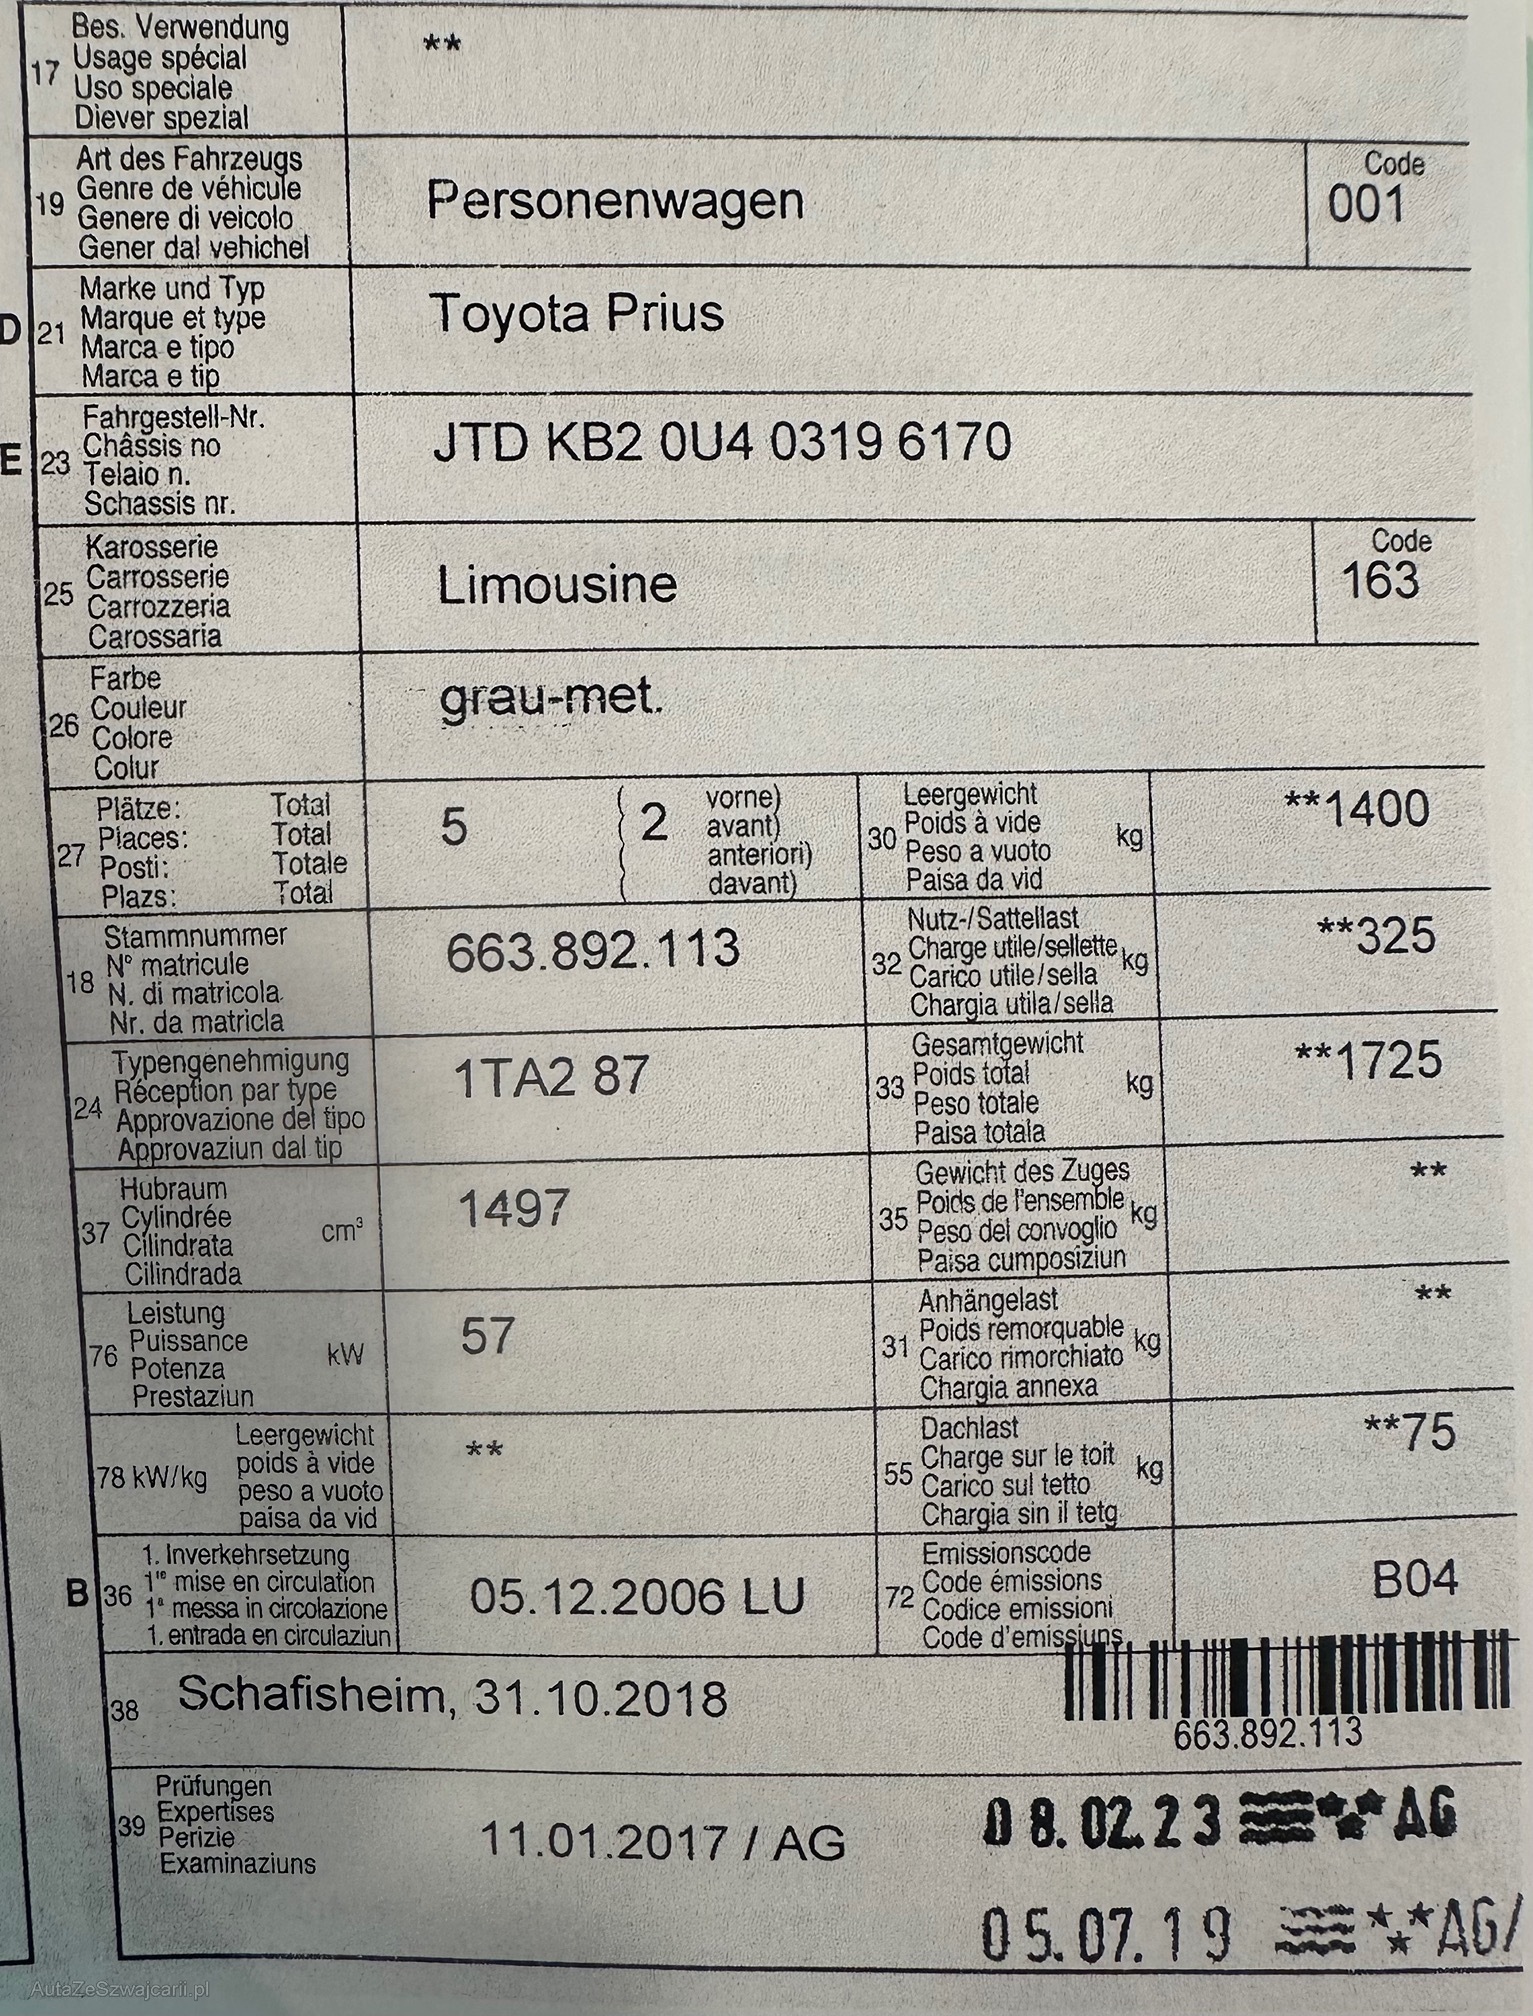 17 Bes. Verwendung
Usage spécial
Uso speciale
Diever spezial
**
19 Art des Fahrzeugs
Genre de véhicule
Genere di veicolo
Gener dal vehichel
Personenwagen
Code
001
D 21 Marke und Typ
Marque et type
Marca e tipo
Marca e tip
Toyota Prius
E 23 Fahrgestell-Nr.
Châssis no
Telaio n.
Schassis nr.
JTD KB2 0U4 0319 6170
25 Karosserie
Carrosserie
Carrozzeria
Carossaria
Limousine
Code
163
26 Farbe
Couleur
Colore
Colur
grau-met.
27 Plätze: Total
Places: Total
Posti: Totale
Plazs: Total
5 ( 2 vorne)
( avant)
( anteriori)
( davant)
30 Leergewicht
Poids à vide
Peso a vuoto
Paisa da vid
kg
**1400
18 Stammnummer
N° matricule
N. di matricola
Nr. da matricla
663.892.113
32 Nutz-/Sattellast
Charge utile/sellette
Carico utile/sella
Chargia utila/sella
kg
**325
24 Typengenehmigung
Réception par type
Approvazione del tipo
Approvaziun dal tip
1TA2 87
33 Gesamtgewicht
Poids total
Peso totale
Paisa totala
kg
**1725
37 Hubraum
Cylindrée
Cilindrata
Cilindrada
cm³
1497
35 Gewicht des Zuges
Poids de l'ensemble
Peso del convoglio
Paisa cumposiziun
kg
**
76 Leistung
Puissance
Potenza
Prestaziun
kW
57
31 Anhängelast
Poids remorquable
Carico rimorchiato
Chargia annexa
kg
**
78 kW/kg Leergewicht
poids à vide
peso a vuoto
paisa da vid
**
55 Dachlast
Charge sur le toit
Carico sul tetto
Chargia sin il tetg
kg
**75
B 36 1. Inverkehrsetzung
1re mise en circulation
1a messa in circolazione
1. entrada en circulaziun
05.12.2006 LU
72 Emissionscode
Code émissions
Codice emissioni
Code d'emissiuns
B04
38 Schafisheim, 31.10.2018
663.892.113
39 Prüfungen
Expertises
Perizie
Examinaziuns
11.01.2017 / AG
08.02.23 AG
05.07.19 AG/
AutaZeSzwajcarii.pl